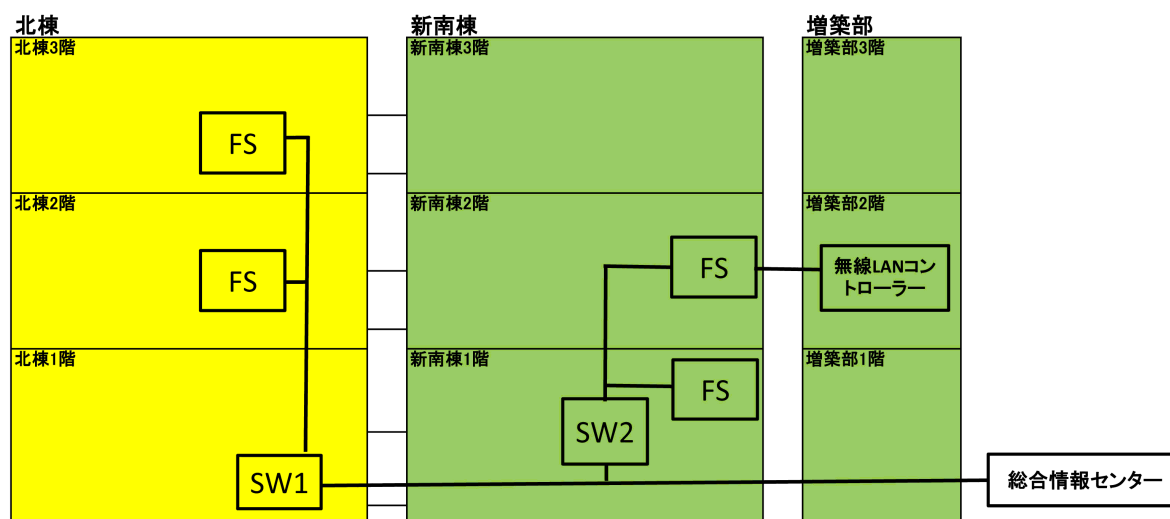 北棟
新南棟
増築部
北棟3階
新南棟3階
増築部3階
FS
北棟2階
新南棟2階
増築部2階
FS
FS
無線LANコン
トローラー
北棟1階
新南棟1階
増築部1階
FS
SW2
SW1
総合情報センター